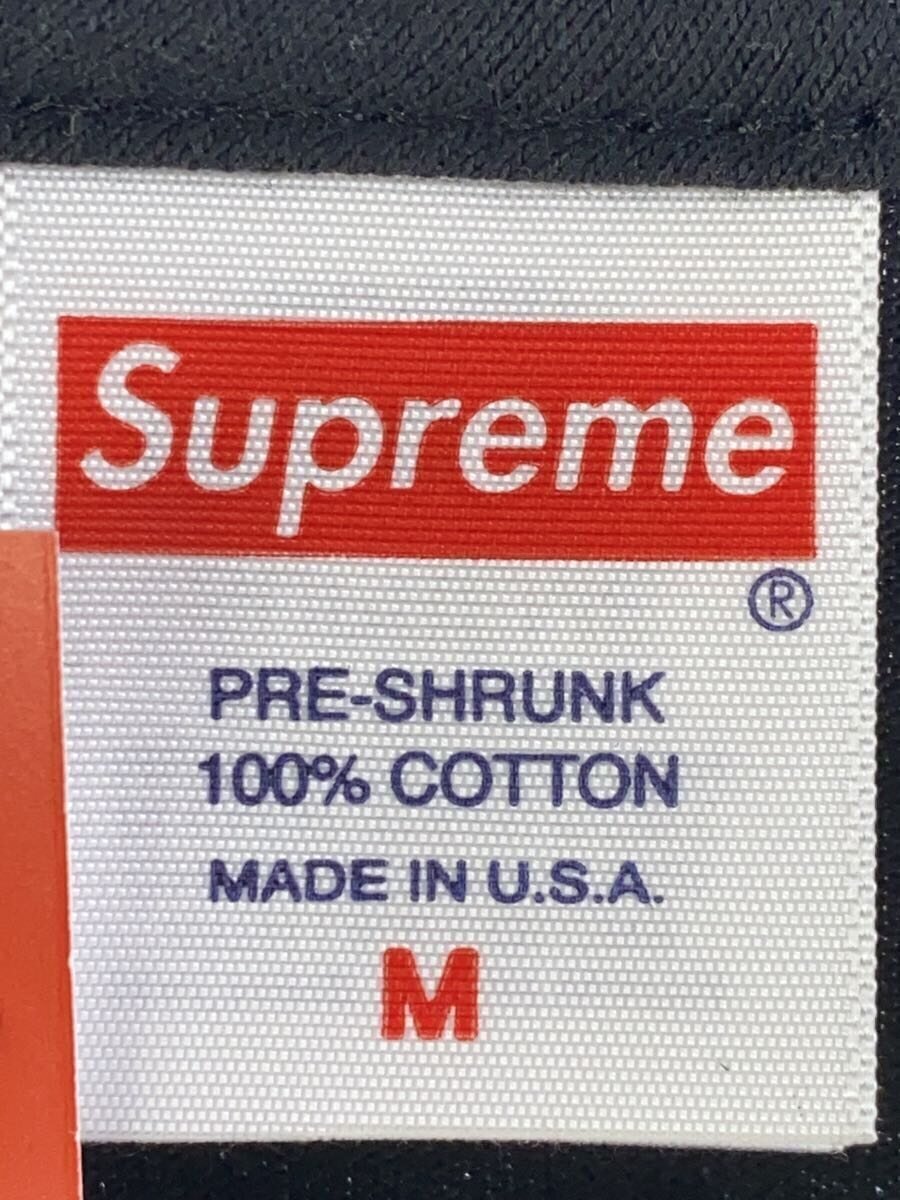 Supreme
®
PRE-SHRUNK
100% COTTON
MADE IN U.S.A.
M